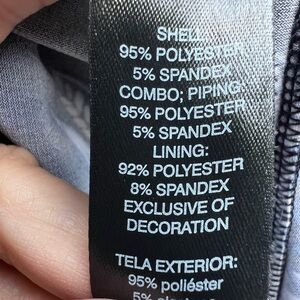 SHELL
95% POLYESTER
5% SPANDEX
COMBO; PIPING
95% POLYESTER
5% SPANDEX
LINING:
92% POLYESTER
8% SPANDEX
EXCLUSIVE OF
DECORATION
TELA EXTERIOR:
95% poliéster
5%